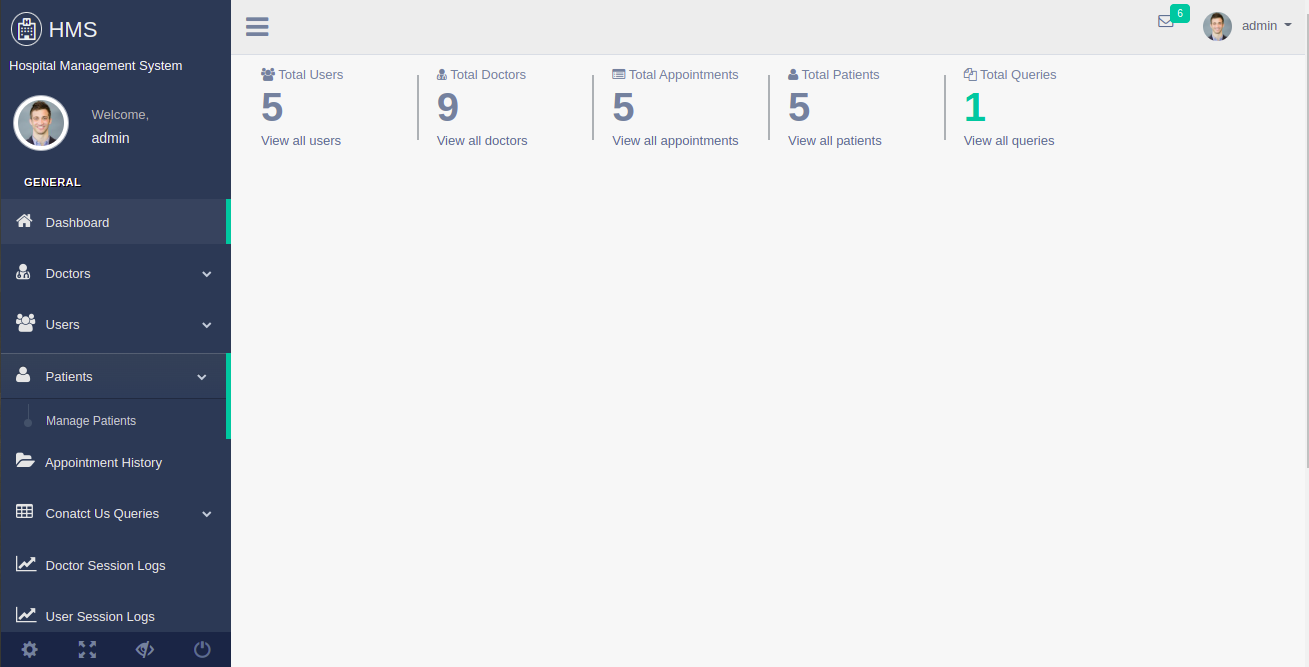 HMS
Hospital Management System
Welcome,
admin
GENERAL
Dashboard
Doctors
Users
Patients
Manage Patients
Appointment History
Conatct Us Queries
Doctor Session Logs
User Session Logs
6
admin
Total Users
5
View all users
Total Doctors
9
View all doctors
Total Appointments
5
View all appointments
Total Patients
5
View all patients
Total Queries
1
View all queries